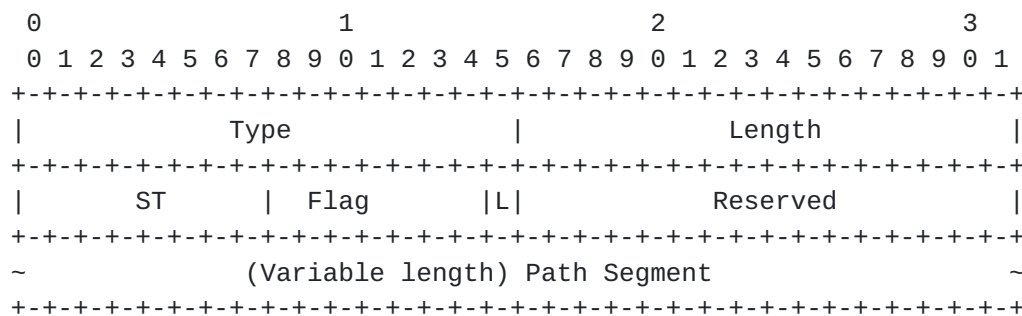 0                   1                   2                   3
 0 1 2 3 4 5 6 7 8 9 0 1 2 3 4 5 6 7 8 9 0 1 2 3 4 5 6 7 8 9 0 1
+-+-+-+-+-+-+-+-+-+-+-+-+-+-+-+-+-+-+-+-+-+-+-+-+-+-+-+-+-+-+-+-+
|             Type              |             Length            |
+-+-+-+-+-+-+-+-+-+-+-+-+-+-+-+-+-+-+-+-+-+-+-+-+-+-+-+-+-+-+-+-+
|       ST      |  Flag       |L|            Reserved           |
+-+-+-+-+-+-+-+-+-+-+-+-+-+-+-+-+-+-+-+-+-+-+-+-+-+-+-+-+-+-+-+-+
~              (Variable length) Path Segment                   ~
+-+-+-+-+-+-+-+-+-+-+-+-+-+-+-+-+-+-+-+-+-+-+-+-+-+-+-+-+-+-+-+-+